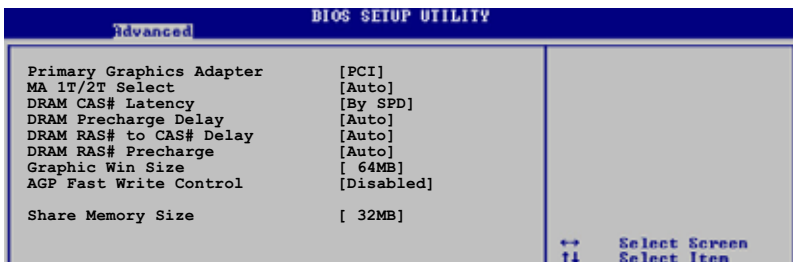 BIOS SETUP UTILITY
Advanced
Primary Graphics Adapter [PCI]
MA 1T/2T Select [Auto]
DRAM CAS# Latency [By SPD]
DRAM Precharge Delay [Auto]
DRAM RAS# to CAS# Delay [Auto]
DRAM RAS# Precharge [Auto]
Graphic Win Size [ 64MB]
AGP Fast Write Control [Disabled]
Share Memory Size [ 32MB]
↔ Select Screen
↑↓ Select Item